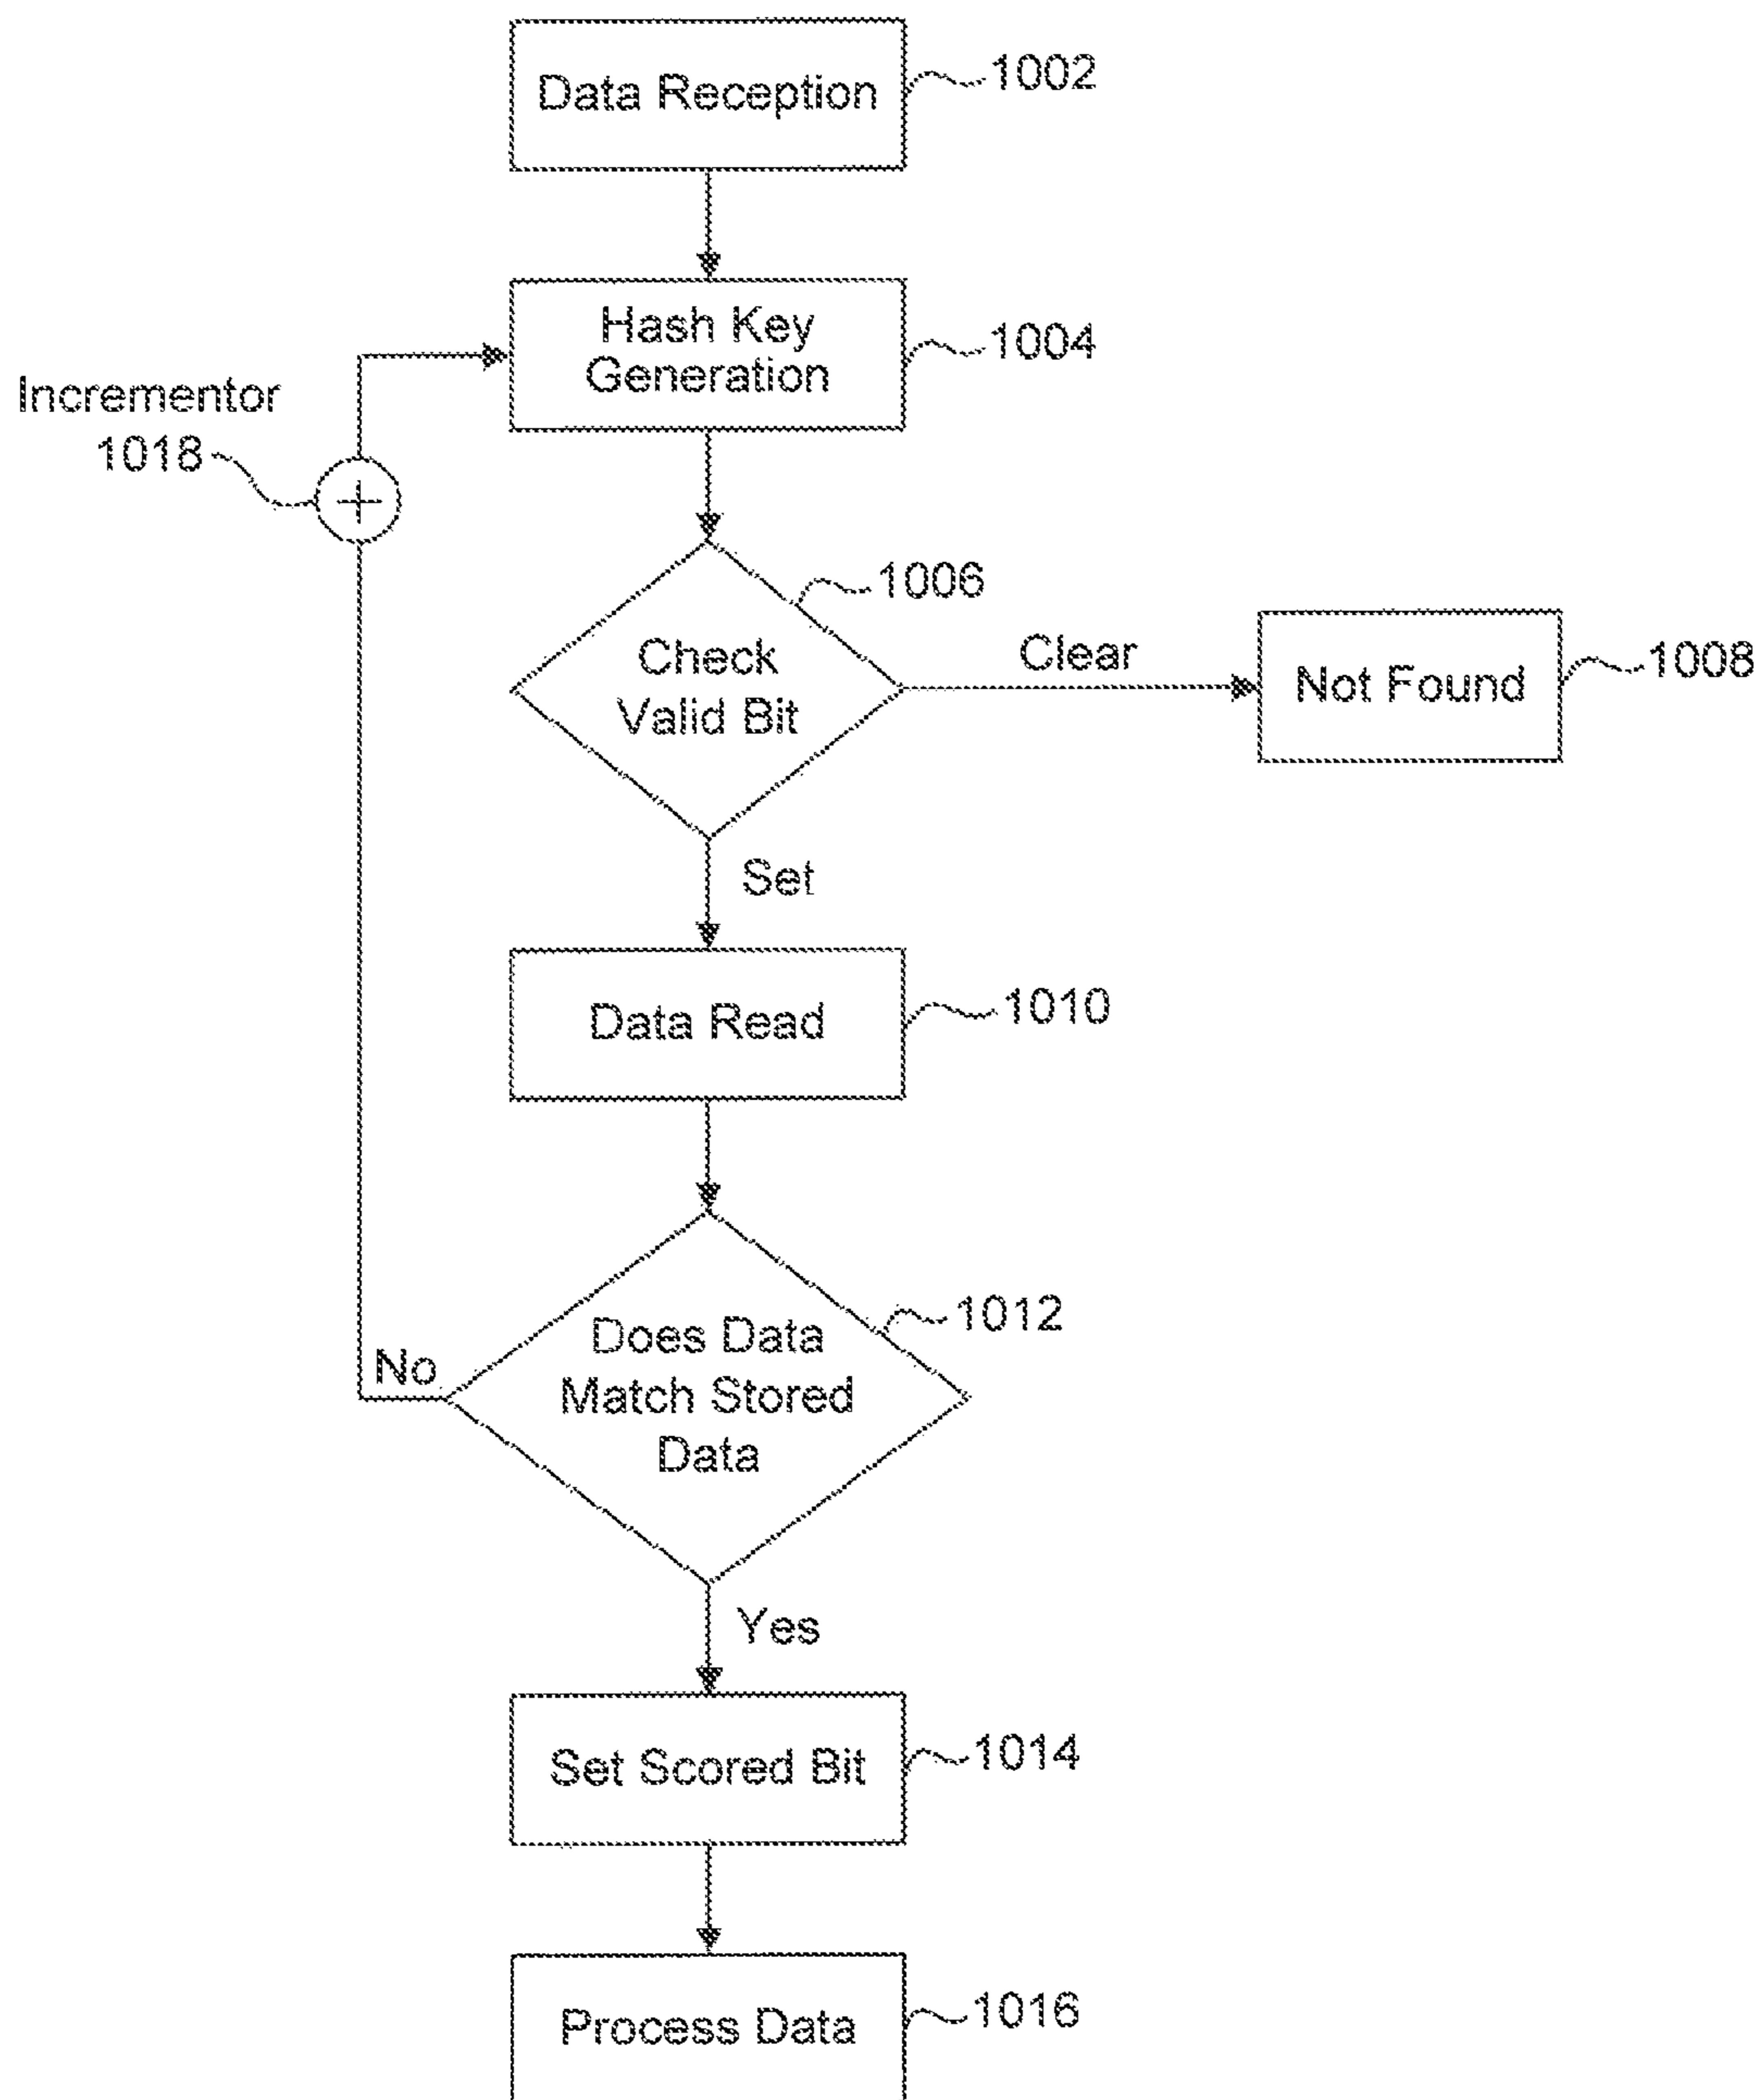 Data Reception
1002
Hash Key
Generation
1004
Incrementor
1018
1006
Check
Valid Bit
Clear
Not Found
1008
Set
Data Read
1010
Does Data
Match Stored
Data
1012
No
Yes
Set Scored Bit
1014
Process Data
1016